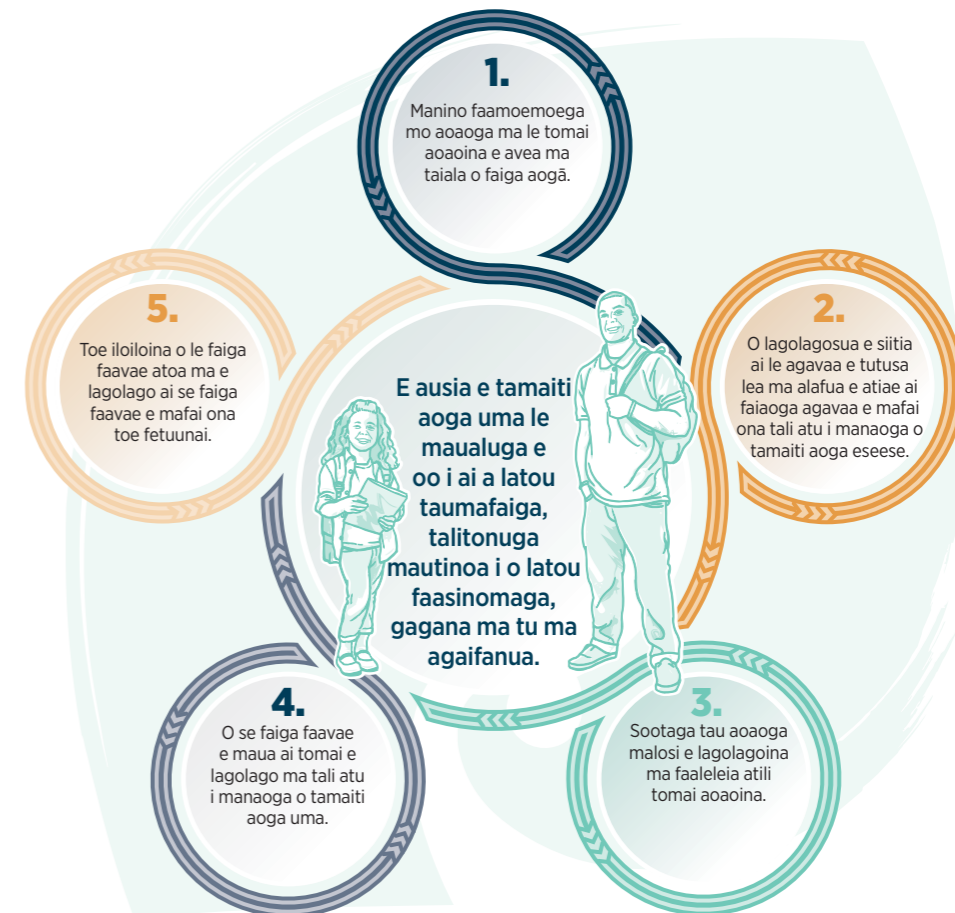 1.
Manino faamoemoega
mo aoaoga ma le tomai
aoaoina e avea ma
taiala o faiga aogā.
2.
O lagolagosua e siitia
ai le agavaa e tutusa
lea ma alafua e atiae ai
faiaoga agavaa e mafai
ona tali atu i manaoga o
tamaiti aoga eseese.
3.
Sootaga tau aoaoga
malosi e lagolagoina
ma faaleleia atili
tomai aoaoina.
4.
O se faiga faavae
e maua ai tomai e
lagolago ma tali atu
i manaoga o tamaiti
aoga uma.
5.
Toe iloiloina o le faiga
faavae atoa ma e
lagolago ai se faiga
faavae e mafai ona
toe fetuunai.
E ausia e tamaiti
aoga uma le
maualuga e
oo i ai a latou
taumafaiga,
talitonuga
mautinoa i o latou
faasinomaga,
gagana ma tu ma
agaifanua.